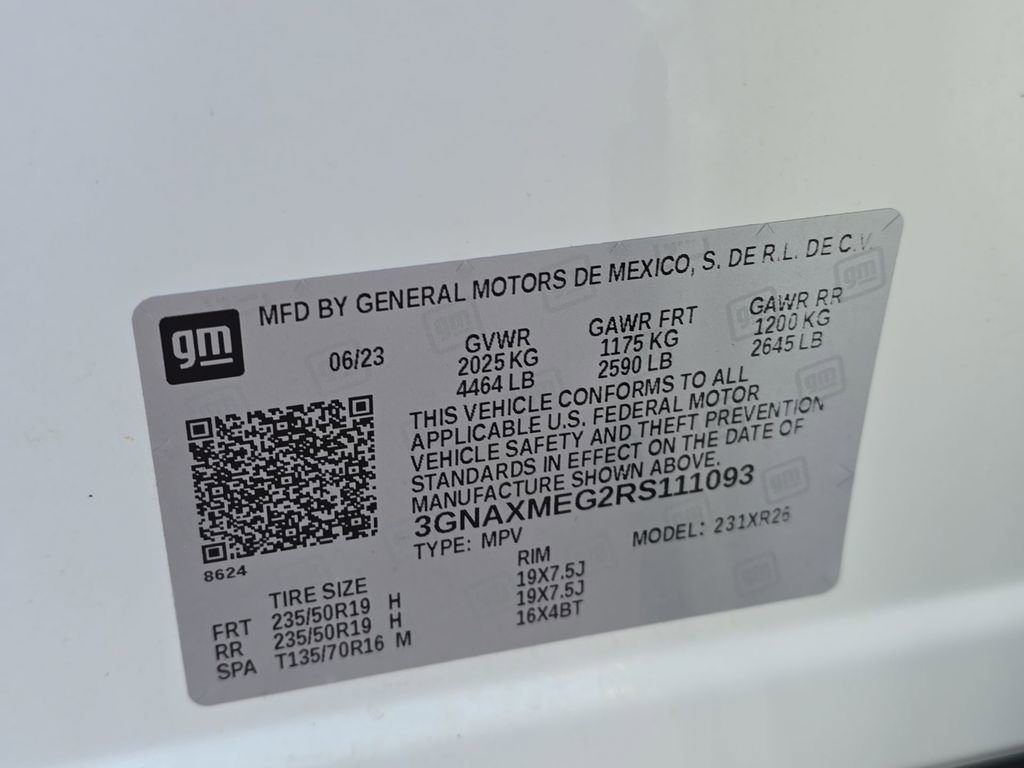 gm
MFD BY GENERAL MOTORS DE MEXICO, S. DE R.L. DE C.V.
06/23
GVWR
2025 KG
4464 LB
GAWR FRT
1175 KG
2590 LB
GAWR RR
1200 KG
2645 LB
THIS VEHICLE CONFORMS TO ALL
APPLICABLE U.S. FEDERAL MOTOR
VEHICLE SAFETY AND THEFT PREVENTION
STANDARDS IN EFFECT ON THE DATE OF
MANUFACTURE SHOWN ABOVE.
3GNAXMEG2RS111093
TYPE: MPV MODEL: 231XR26
8624
TIRE SIZE RIM
FRT 235/50R19 H 19X7.5J
RR 235/50R19 H 19X7.5J
SPA T135/70R16 M 16X4BT